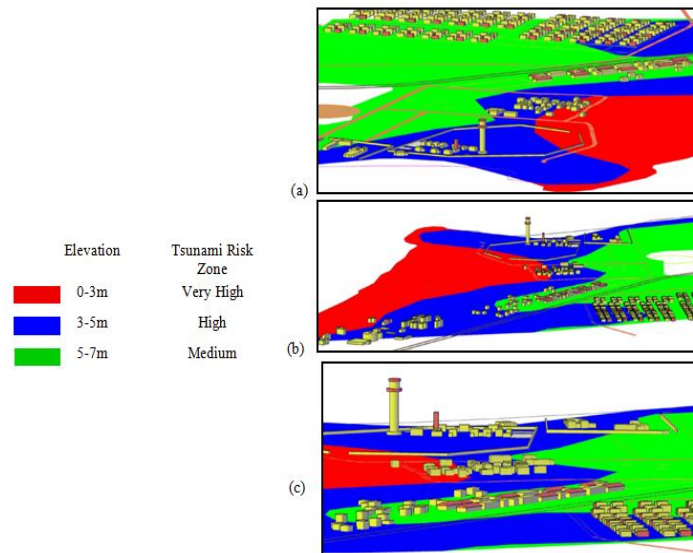 (a)
Elevation Tsunami Risk
Zone
0-3m Very High
3-5m High
5-7m Medium
(b)
(c)